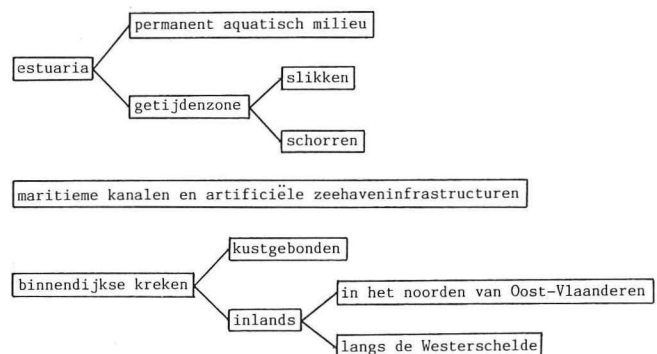 permanent aquatisch milieu
estuaria
slikken
getijdenzone
schorren
maritieme kanalen en artificiële zeehaveninfrastructuren
kustgebonden
binnendijkse kreken
in het noorden van Oost-Vlaanderen
inlands
langs de Westerschelde